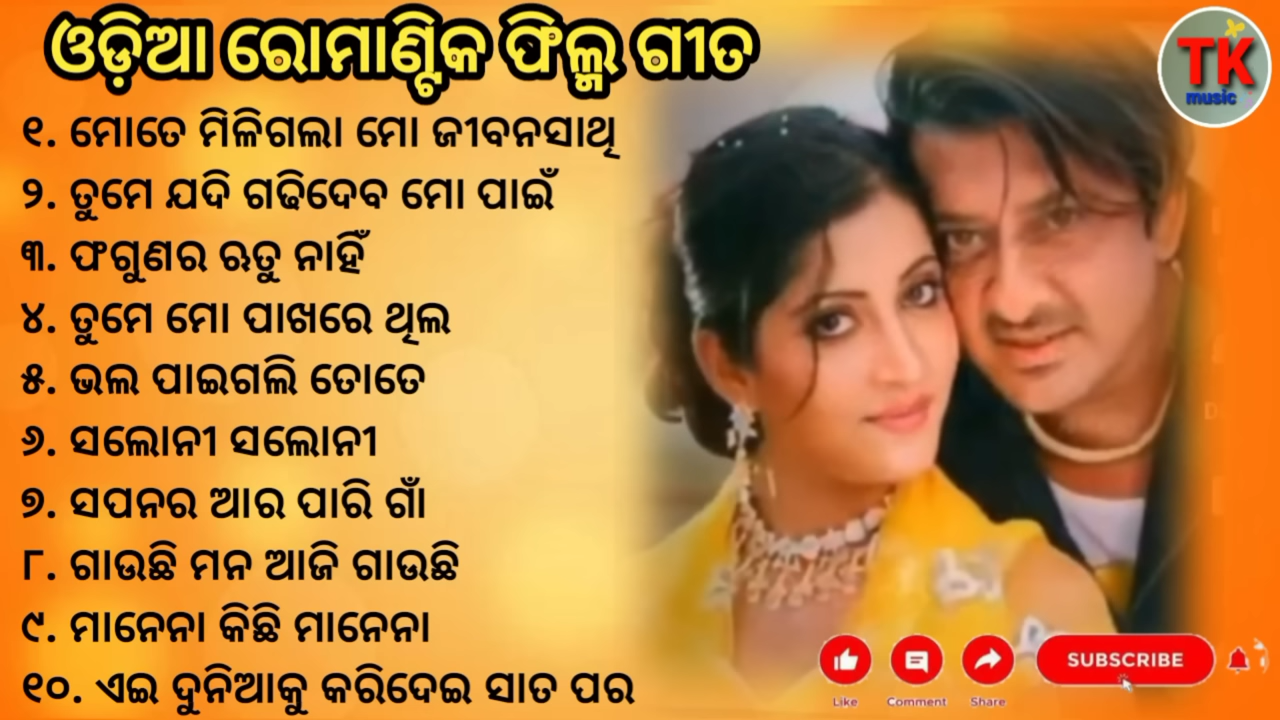 ଓଡ଼ିଆ ରୋମାଣ୍ଟିକ ଫିଲ୍ମ ଗୀତ
୧. ମୋତେ ମିଳିଗଲା ମୋ ଜୀବନସାଥି
୨. ତୁମେ ଯଦି ଗଢିଦେବ ମୋ ପାଇଁ
୩. ଫଗୁଣର ଋତୁ ନାହିଁ
୪. ତୁମେ ମୋ ପାଖରେ ଥିଲ
୫. ଭଲ ପାଇଗଲି ତୋତେ
୬. ସଲୋନୀ ସଲୋନୀ
୭. ସପନର ଆର ପାରି ଗାଁ
୮. ଗାଉଛି ମନ ଆଜି ଗାଉଛି
୯. ମାନେନା କିଛି ମାନେନା
୧୦. ଏଇ ଦୁନିଆକୁ କରିଦେଇ ସାତ ପର
TK
music
SUBSCRIBE
Like Comment Share